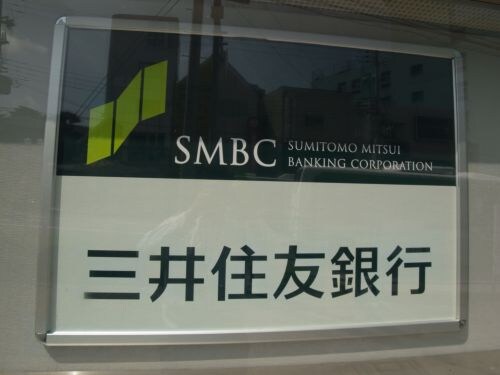 SMBC SUMITOMO MITSUI
BANKING CORPORATION
三井住友銀行